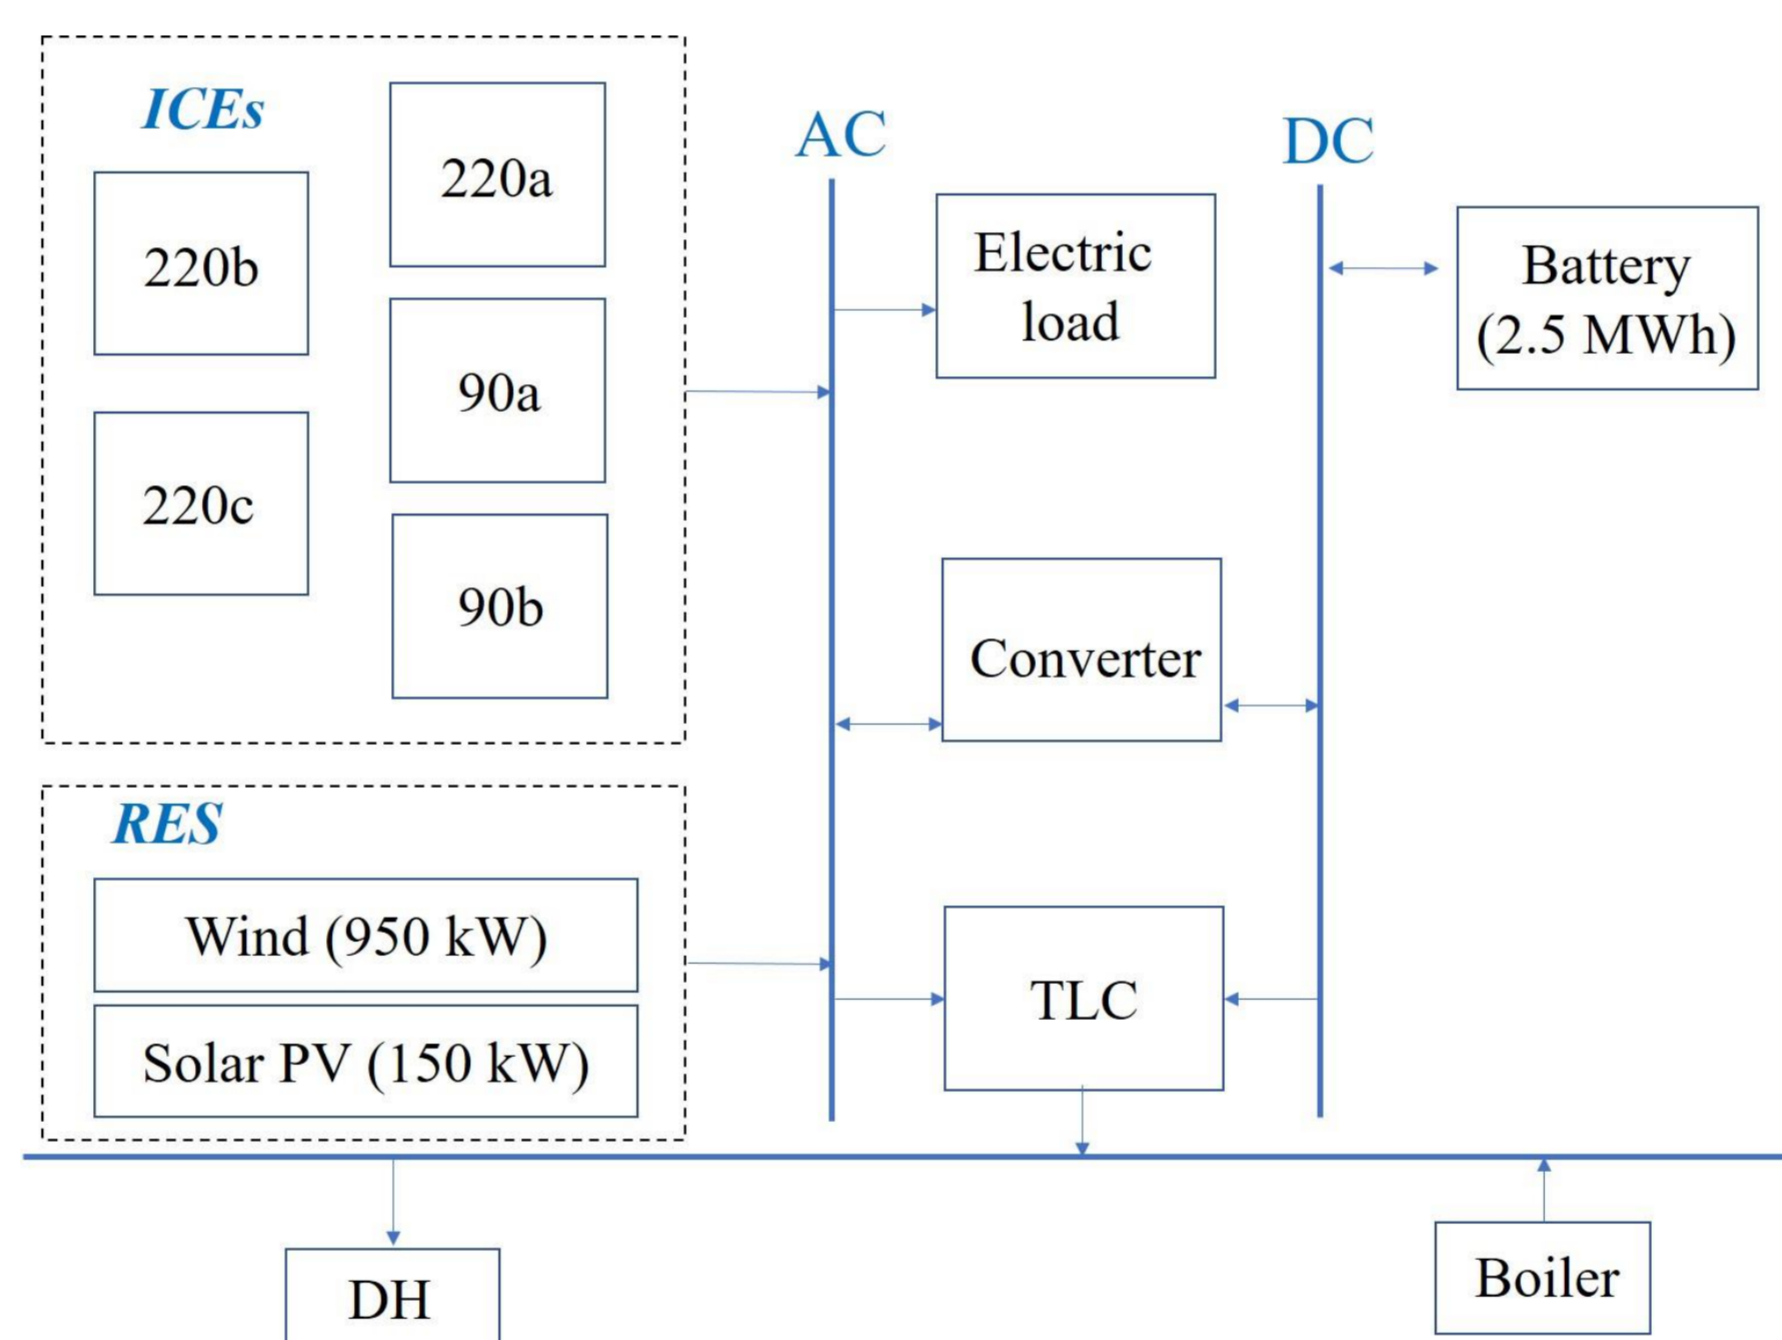 ICEs
220a
220b
90a
220c
90b
AC
DC
Electric
load
Battery
(2.5 MWh)
Converter
RES
Wind (950 kW)
Solar PV (150 kW)
TLC
DH
Boiler